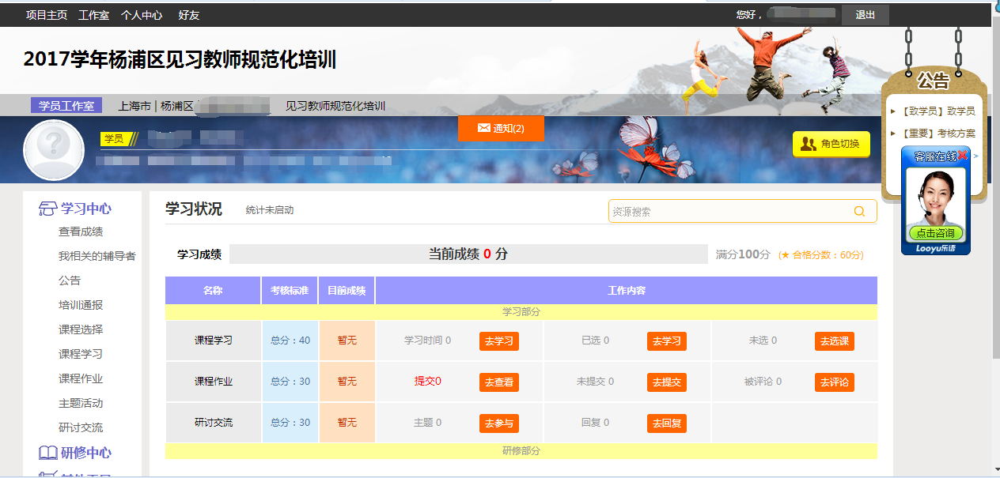 项目主页 工作室 个人中心 好友
您好， 退出
2017学年杨浦区见习教师规范化培训
公告
学员工作室 上海市 | 杨浦区 见习教师规范化培训
【致学员】致学员
【重要】考核方案
学员
通知(2)
角色切换
>
客服在线
点击咨询
Looyu乐语
学习中心
查看成绩
我相关的辅导者
公告
培训通报
课程选择
课程学习
课程作业
主题活动
研讨交流
研修中心
学习状况 统计未启动
资源搜索
学习成绩 当前成绩 0 分 满分100分 (★ 合格分数：60分)
名称 考核标准 目前成绩 工作内容
学习部分
课程学习 总分：40 暂无 学习时间 0 去学习 已选 0 去学习 未选 0 去选课
课程作业 总分：30 暂无 提交0 去查看 未提交 0 去提交 被评论 0 去评论
研讨交流 总分：30 暂无 主题 0 去参与 回复 0 去回复
研修部分